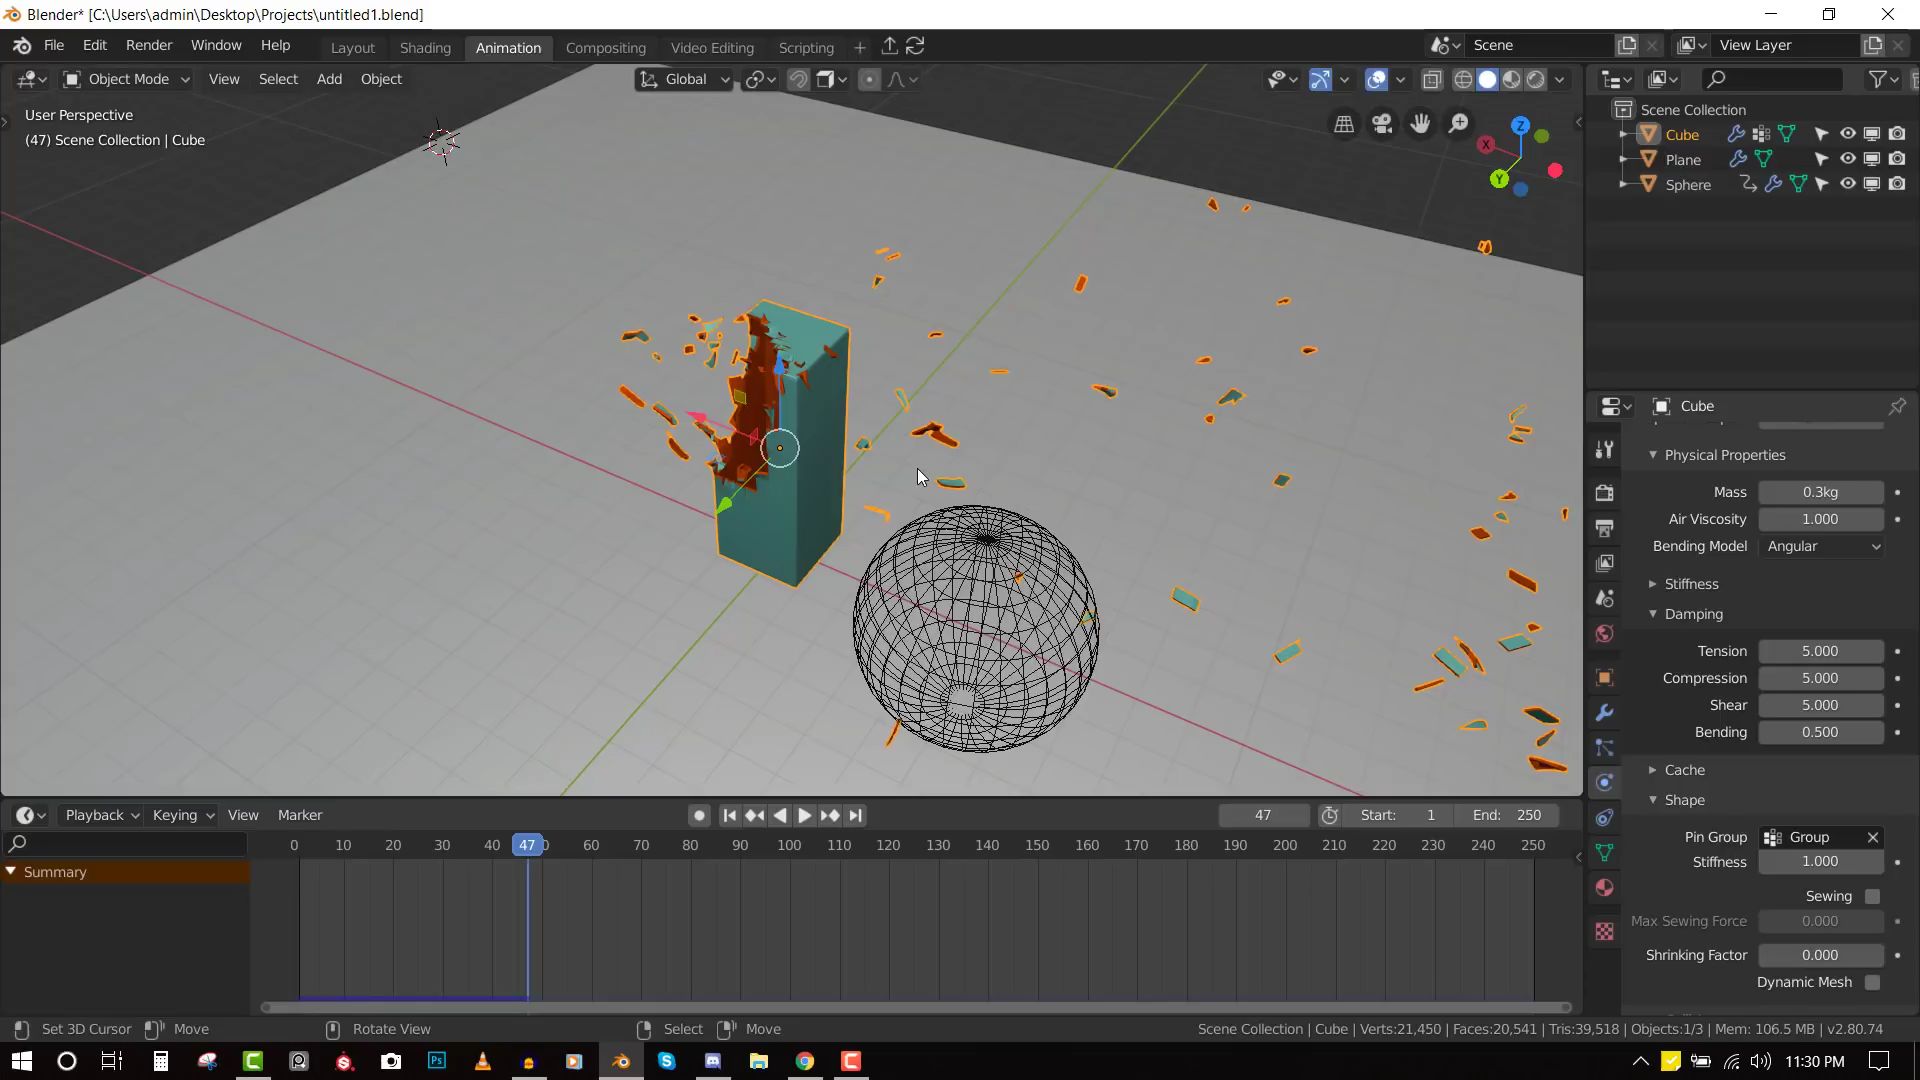 Blender* [C:\Users\admin\Desktop\Projects\untitled1.blend]
File Edit Render Window Help Layout Shading Animation Compositing Video Editing Scripting Scene View Layer
Object Mode View Select Add Object Global
User Perspective
(47) Scene Collection | Cube
Z
X
Y
Scene Collection
Cube
Plane
Sphere
Cube
Physical Properties
Mass 0.3kg
Air Viscosity 1.000
Bending Model Angular
Stiffness
Damping
Tension 5.000
Compression 5.000
Shear 5.000
Bending 0.500
Cache
Shape
Pin Group Group
Stiffness 1.000
Sewing
Max Sewing Force 0.000
Shrinking Factor 0.000
Dynamic Mesh
Playback Keying View Marker 47 Start: 1 End: 250
0 10 20 30 40 47 60 70 80 90 100 110 120 130 140 150 160 170 180 190 200 210 220 230 240 250
Summary
Set 3D Cursor Move Rotate View Select Move Scene Collection | Cube | Verts:21,450 | Faces:20,541 | Tris:39,518 | Objects:1/3 | Mem: 106.5 MB | v2.80.74
Ps 11:30 PM